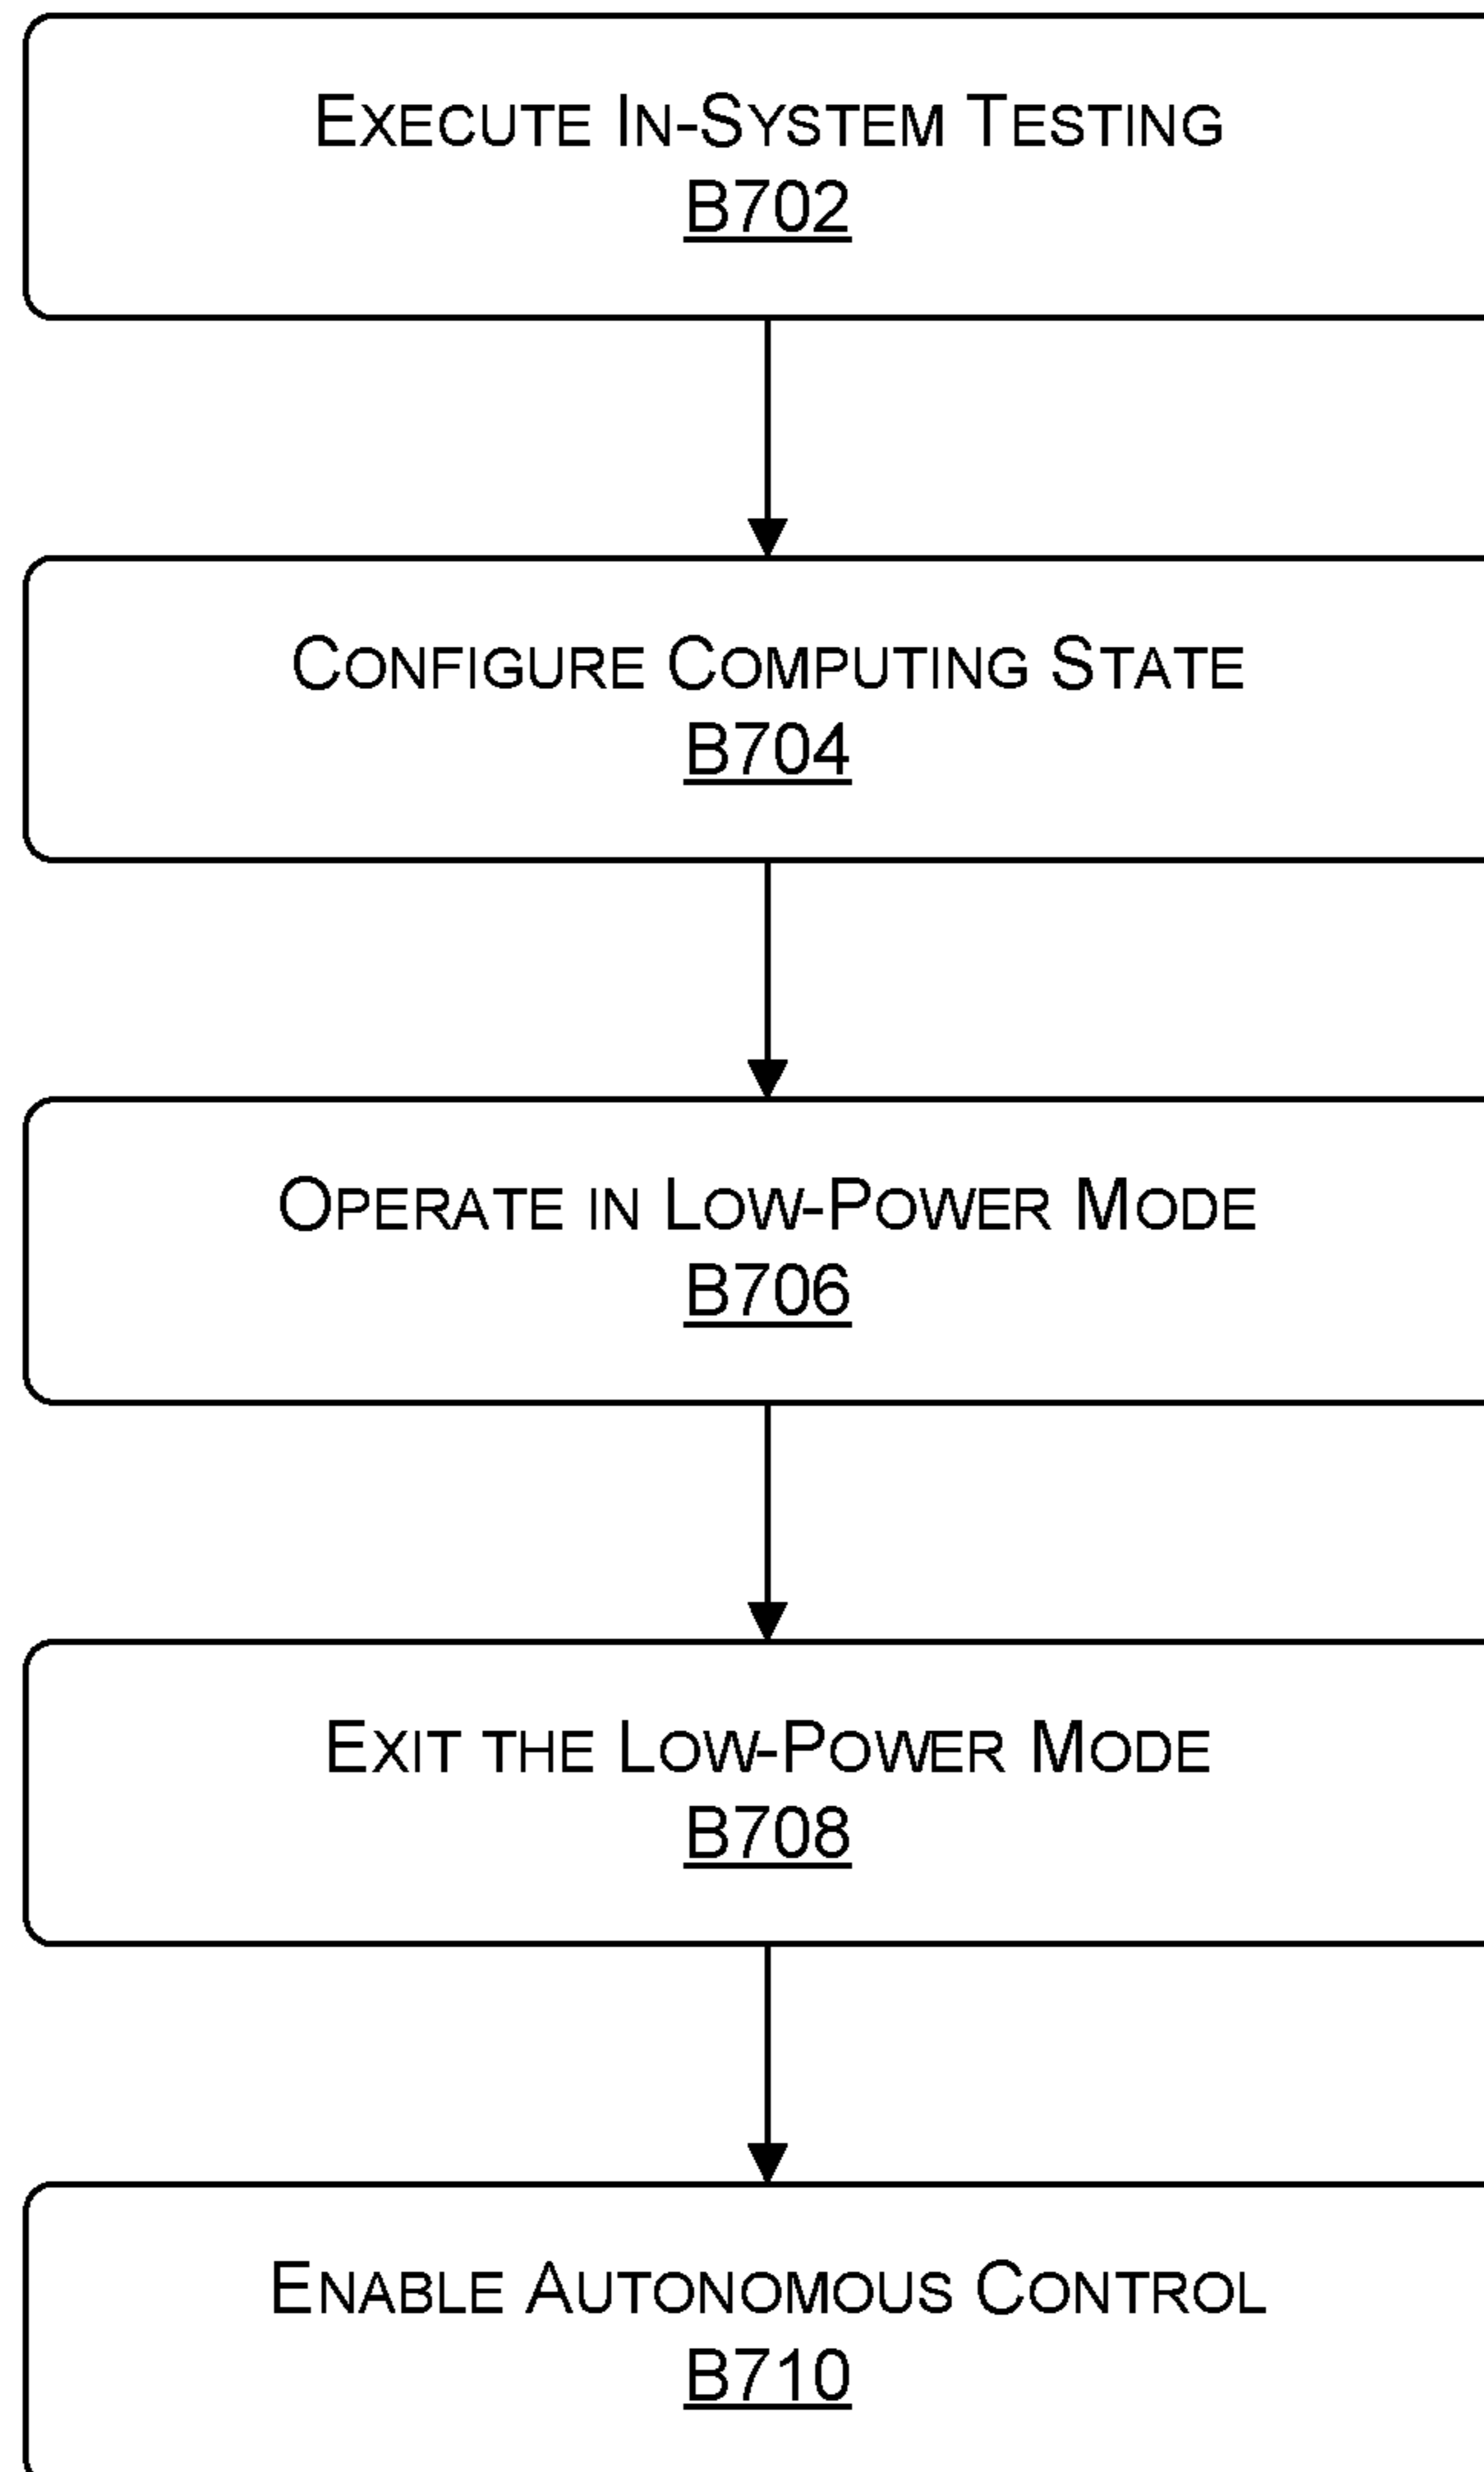 EXECUTE IN-SYSTEM TESTING
B702
CONFIGURE COMPUTING STATE
B704
OPERATE IN LOW-POWER MODE
B706
EXIT THE LOW-POWER MODE
B708
ENABLE AUTONOMOUS CONTROL
B710